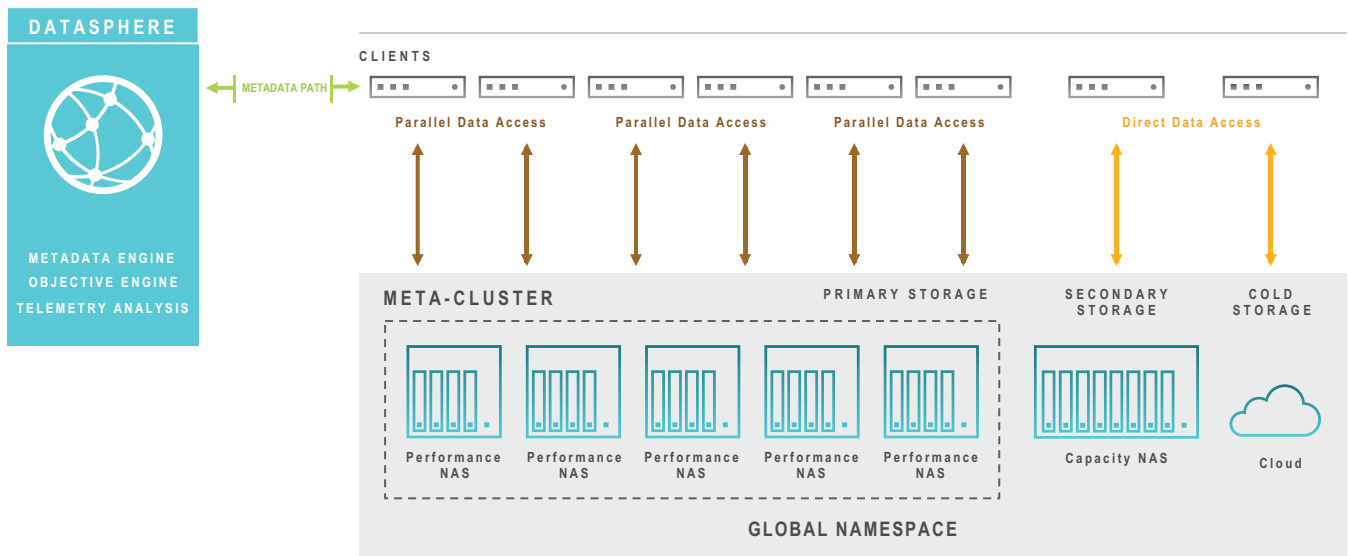 DATASPHERE
METADATA ENGINE
OBJECTIVE ENGINE
TELEMETRY ANALYSIS
METADATA PATH
CLIENTS
Parallel Data Access
Parallel Data Access
Parallel Data Access
Direct Data Access
META-CLUSTER
PRIMARY STORAGE
SECONDARY
STORAGE
COLD
STORAGE
Performance
NAS
Performance
NAS
Performance
NAS
Performance
NAS
Performance
NAS
Capacity NAS
Cloud
GLOBAL NAMESPACE